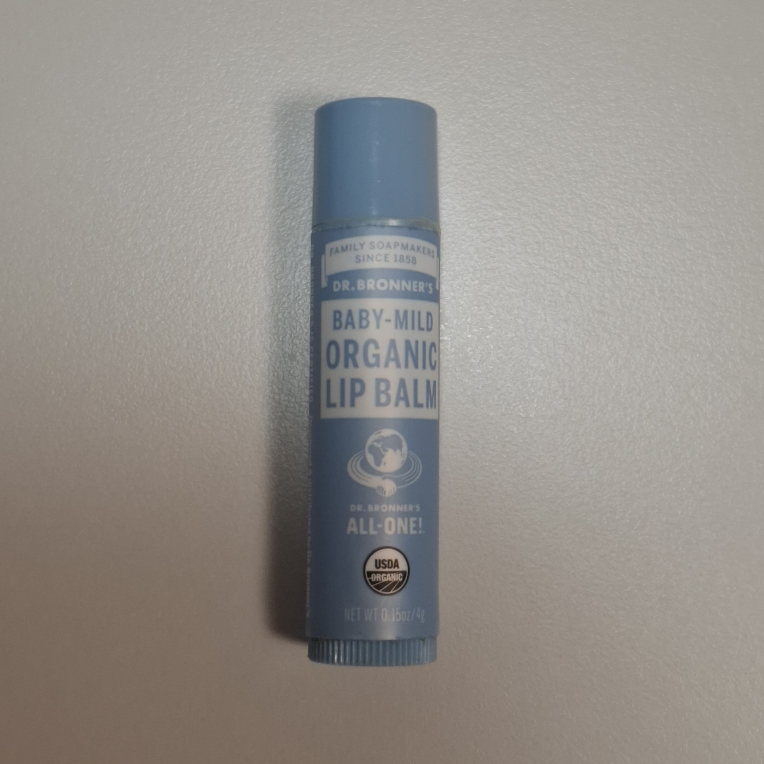 FAMILY SOAPMAKERS
SINCE 1858
DR. BRONNER'S
BABY-MILD
ORGANIC
LIP BALM
DR. BRONNER'S
ALL-ONE!
USDA
ORGANIC
NET WT 0.15oz / 4g